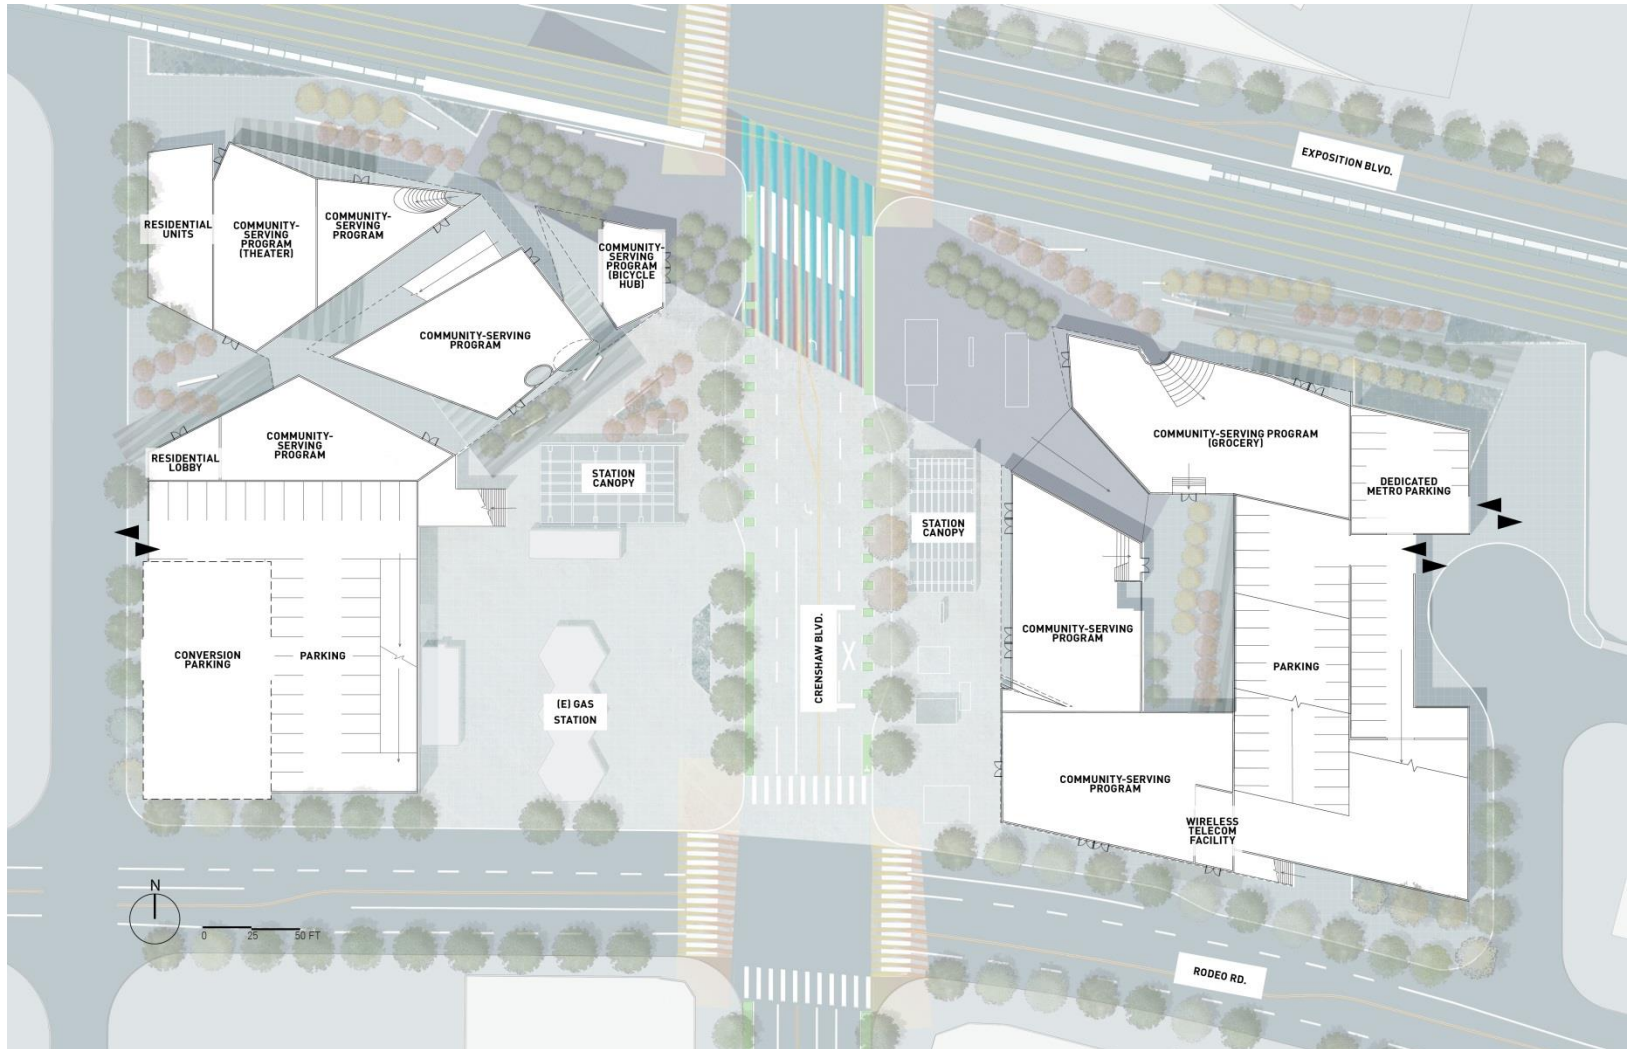 EXPOSITION BLVD.
RESIDENTIAL
UNITS
COMMUNITY-
SERVING
PROGRAM
(THEATER)
COMMUNITY-
SERVING
PROGRAM
COMMUNITY-
SERVING
PROGRAM
(BICYCLE
HUB)
COMMUNITY-SERVING
PROGRAM
COMMUNITY-
SERVING
PROGRAM
RESIDENTIAL
LOBBY
STATION
CANOPY
STATION
CANOPY
COMMUNITY-SERVING PROGRAM
(GROCERY)
DEDICATED
METRO PARKING
CONVERSION
PARKING
PARKING
(E) GAS
STATION
CRENSHAW BLVD.
COMMUNITY-SERVING
PROGRAM
PARKING
COMMUNITY-SERVING
PROGRAM
WIRELESS
TELECOM
FACILITY
N
0 25 50 FT
RODEO RD.